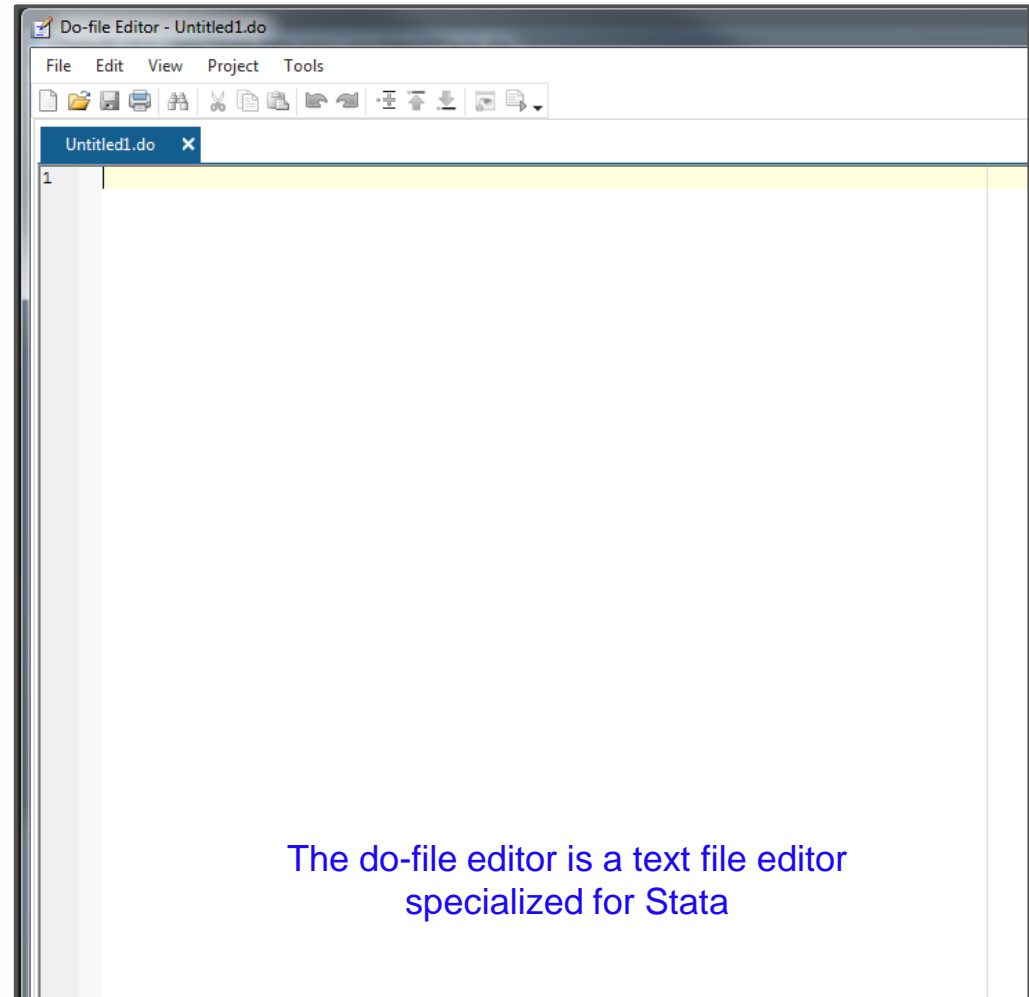 Do-file Editor - Untitled1.do
File Edit View Project Tools
Untitled1.do
1
The do-file editor is a text file editor
specialized for Stata